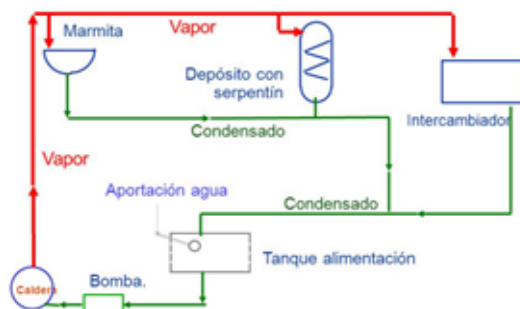 Marmita
Vapor
Depósito con
serpentín
Condensado
Intercambiador
Vapor
Aportación agua
Condensado
Tanque alimentación
Bomba.
Caldera